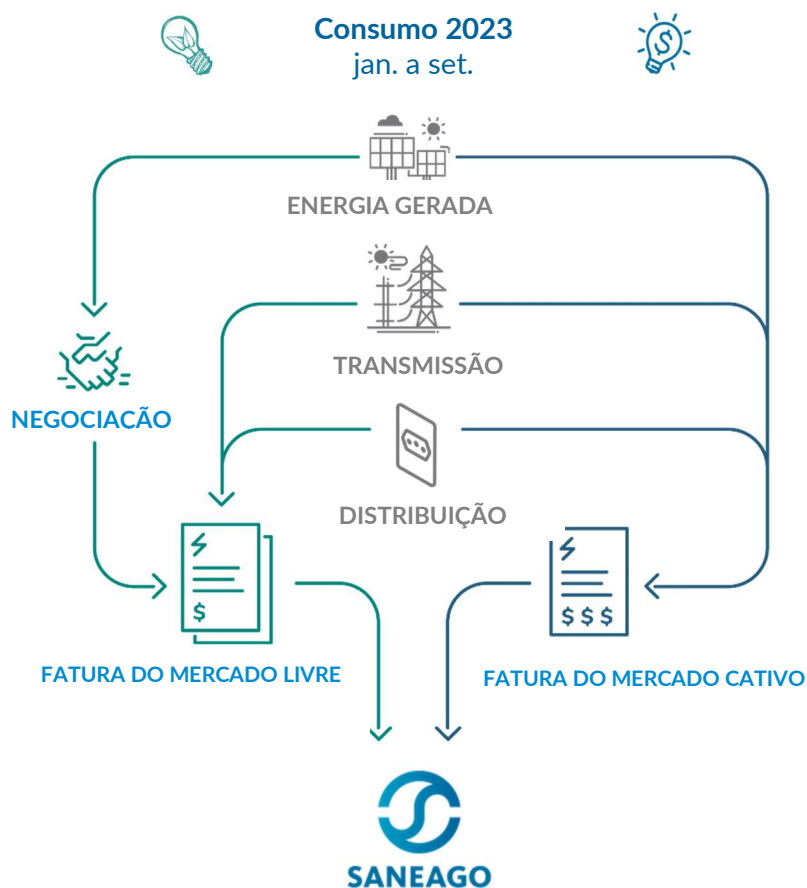 Consumo 2023
jan. a set.
$
ENERGIA GERADA
TRANSMISSÃO
NEGOCIAÇÃO
DISTRIBUIÇÃO
$
$ $ $
FATURA DO MERCADO LIVRE
FATURA DO MERCADO CATIVO
SANEAGO